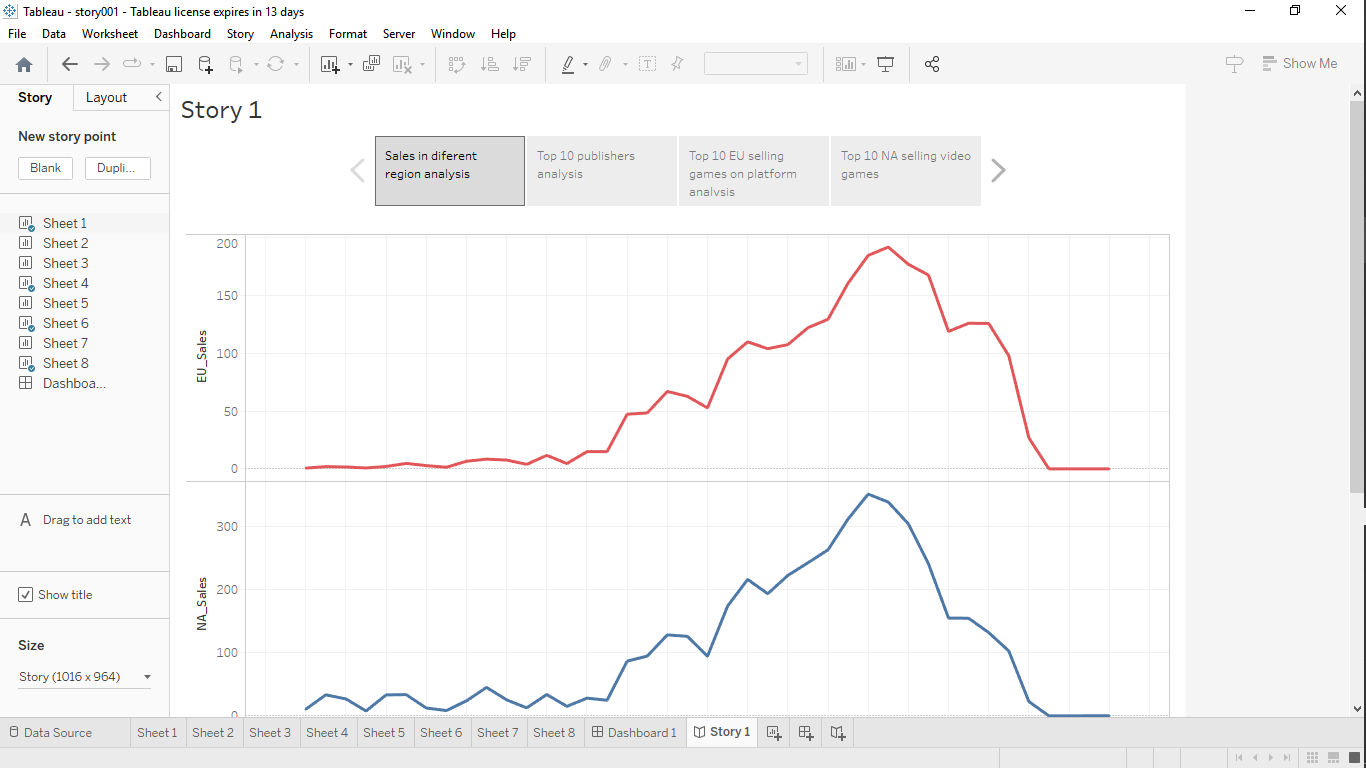 Tableau - story001 - Tableau license expires in 13 days
File Data Worksheet Dashboard Story Analysis Format Server Window Help
Show Me
Story Layout
New story point
Blank Dupli...
Sheet 1
Sheet 2
Sheet 3
Sheet 4
Sheet 5
Sheet 6
Sheet 7
Sheet 8
Dashboa...
A Drag to add text
Show title
Size
Story (1016 x 964)
Story 1
Sales in diferent
region analysis
Top 10 publishers
analysis
Top 10 EU selling
games on platform
analysis
Top 10 NA selling video
games
EU_Sales
200
150
100
50
0
NA_Sales
300
200
100
0
Data Source Sheet 1 Sheet 2 Sheet 3 Sheet 4 Sheet 5 Sheet 6 Sheet 7 Sheet 8 Dashboard 1 Story 1